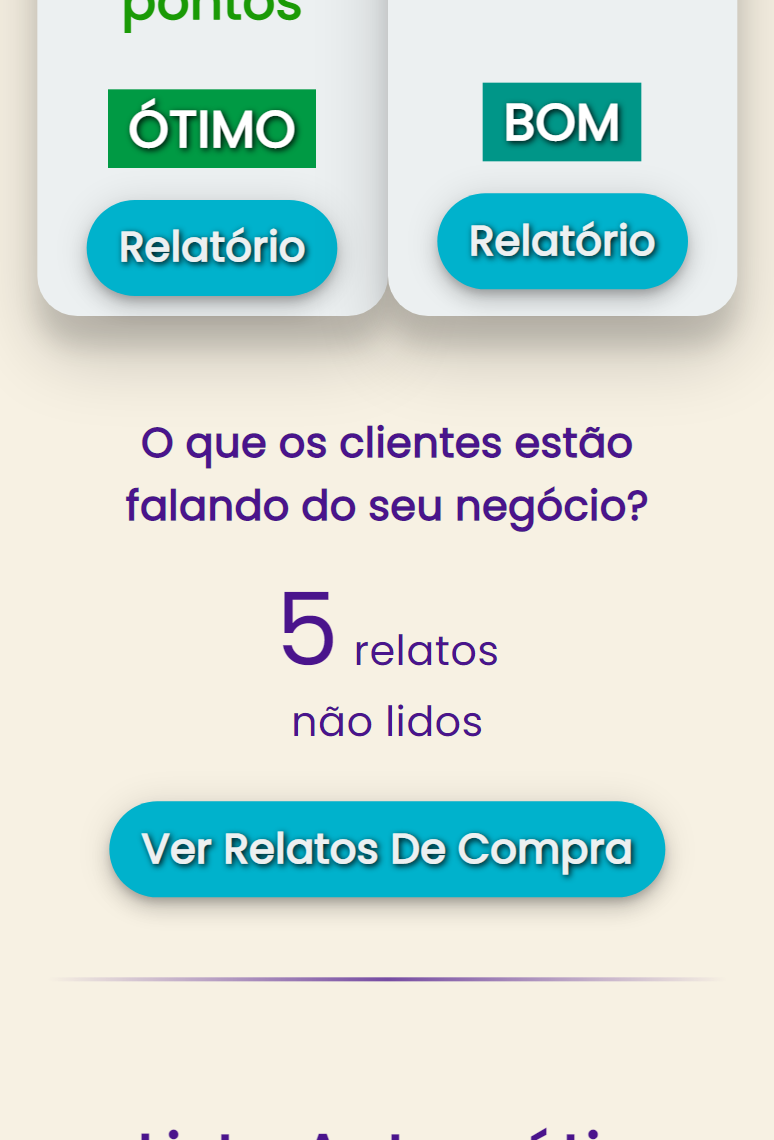 pontos
ÓTIMO
BOM
Relatório
Relatório
O que os clientes estão
falando do seu negócio?
5 relatos
não lidos
Ver Relatos De Compra